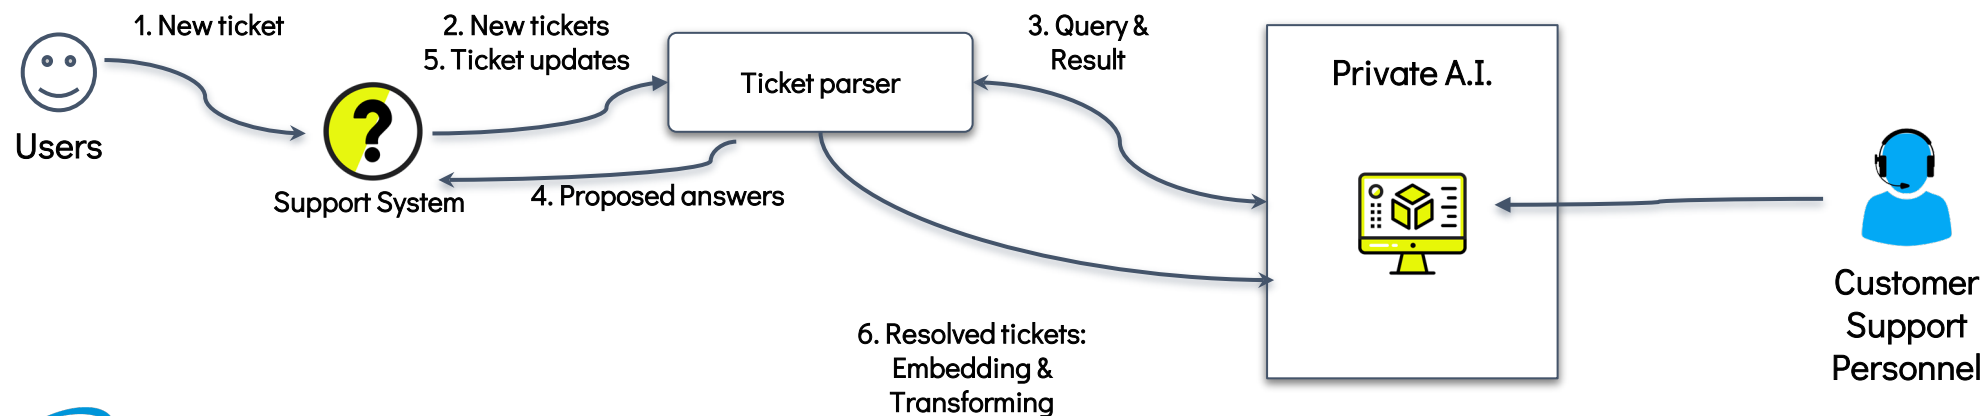 1. New ticket
2. New tickets
5. Ticket updates
3. Query &
Result
Ticket parser
Private A.I.
Users
?
Support System
4. Proposed answers
Customer
Support
Personnel
6. Resolved tickets:
Embedding &
Transforming